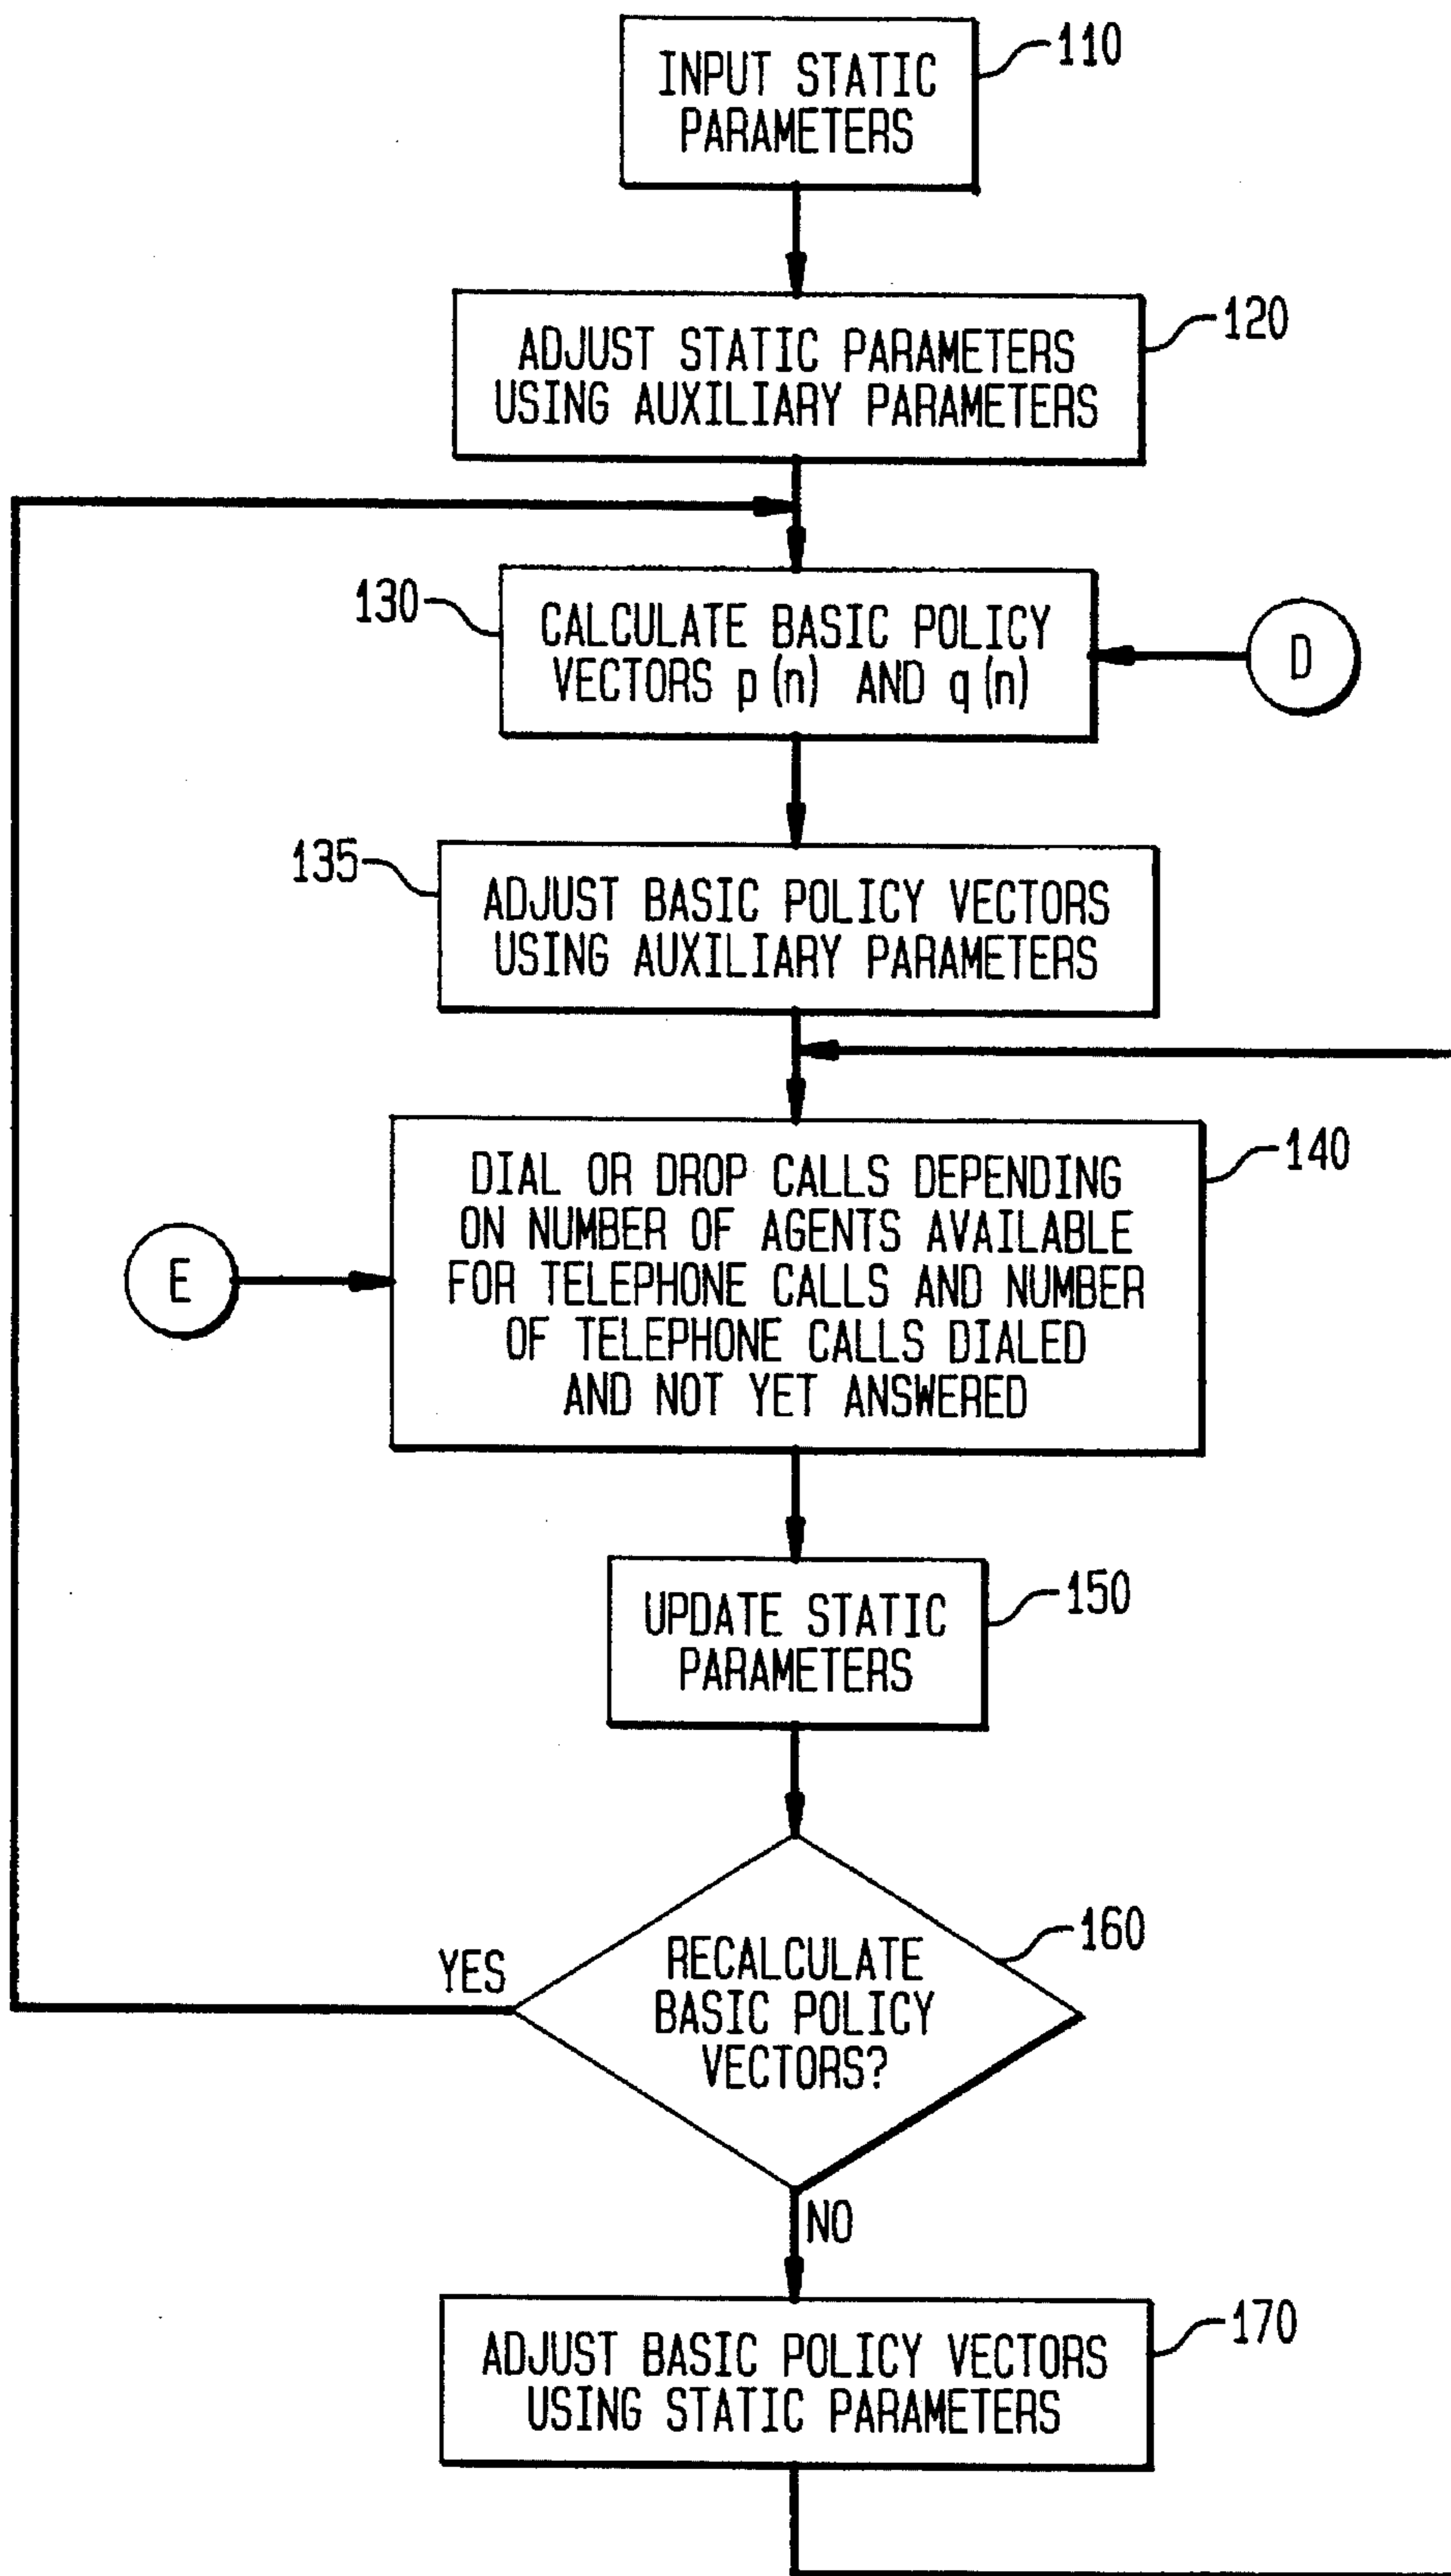 INPUT STATIC
PARAMETERS
110
ADJUST STATIC PARAMETERS
USING AUXILIARY PARAMETERS
120
130
CALCULATE BASIC POLICY
VECTORS p(n) AND q(n)
D
135
ADJUST BASIC POLICY VECTORS
USING AUXILIARY PARAMETERS
140
DIAL OR DROP CALLS DEPENDING
ON NUMBER OF AGENTS AVAILABLE
FOR TELEPHONE CALLS AND NUMBER
OF TELEPHONE CALLS DIALED
AND NOT YET ANSWERED
E
UPDATE STATIC
PARAMETERS
150
160
YES
RECALCULATE
BASIC POLICY
VECTORS?
NO
170
ADJUST BASIC POLICY VECTORS
USING STATIC PARAMETERS